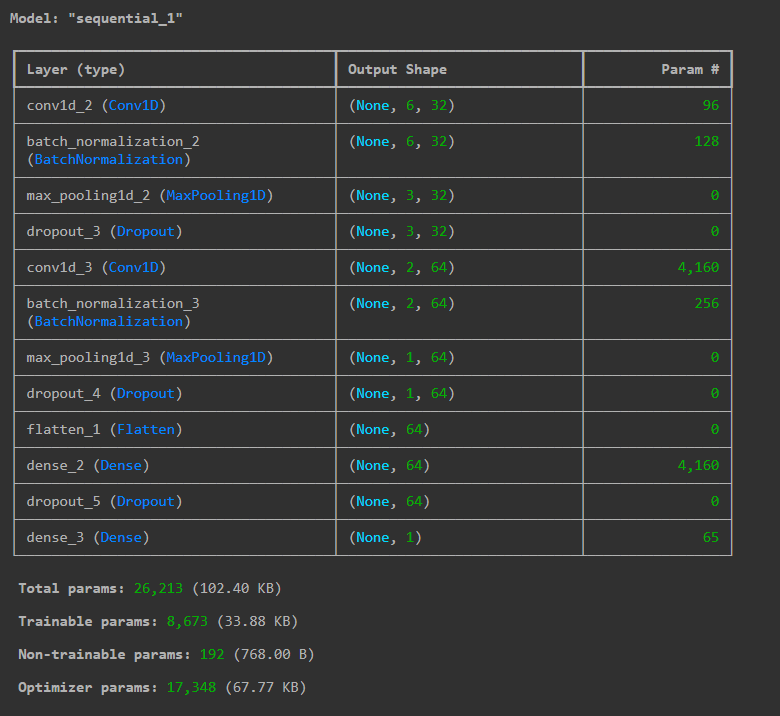 Model: "sequential_1"
Layer (type) Output Shape Param #
conv1d_2 (Conv1D) (None, 6, 32) 96
batch_normalization_2 (None, 6, 32) 128
(BatchNormalization)
max_pooling1d_2 (MaxPooling1D) (None, 3, 32) 0
dropout_3 (Dropout) (None, 3, 32) 0
conv1d_3 (Conv1D) (None, 2, 64) 4,160
batch_normalization_3 (None, 2, 64) 256
(BatchNormalization)
max_pooling1d_3 (MaxPooling1D) (None, 1, 64) 0
dropout_4 (Dropout) (None, 1, 64) 0
flatten_1 (Flatten) (None, 64) 0
dense_2 (Dense) (None, 64) 4,160
dropout_5 (Dropout) (None, 64) 0
dense_3 (Dense) (None, 1) 65
Total params: 26,213 (102.40 KB)
Trainable params: 8,673 (33.88 KB)
Non-trainable params: 192 (768.00 B)
Optimizer params: 17,348 (67.77 KB)